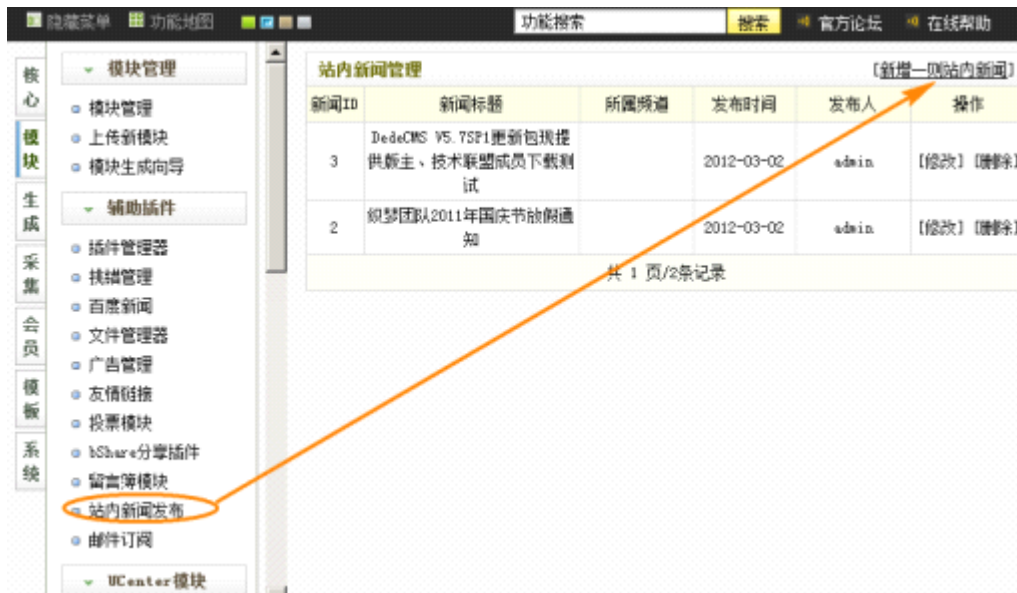 隐藏菜单 功能地图 功能搜索 搜索 官方论坛 在线帮助
核心
模块
生成
采集
会员
模板
系统
模块管理
模块管理
上传新模块
模块生成向导
辅助插件
插件管理器
挑错管理
百度新闻
文件管理器
广告管理
友情链接
投票模块
bShare分享插件
留言簿模块
站内新闻发布
邮件订阅
UCenter模块
站内新闻管理 [新增一则站内新闻]
新闻ID 新闻标题 所属频道 发布时间 发布人 操作
DedeCMS V5.7SP1更新包现提
3 供版主、技术联盟成员下载测 2012-03-02 admin [修改] [删除]
试
织梦团队2011年国庆节放假通
2 2012-03-02 admin [修改] [删除]
知
共 1 页/2条记录